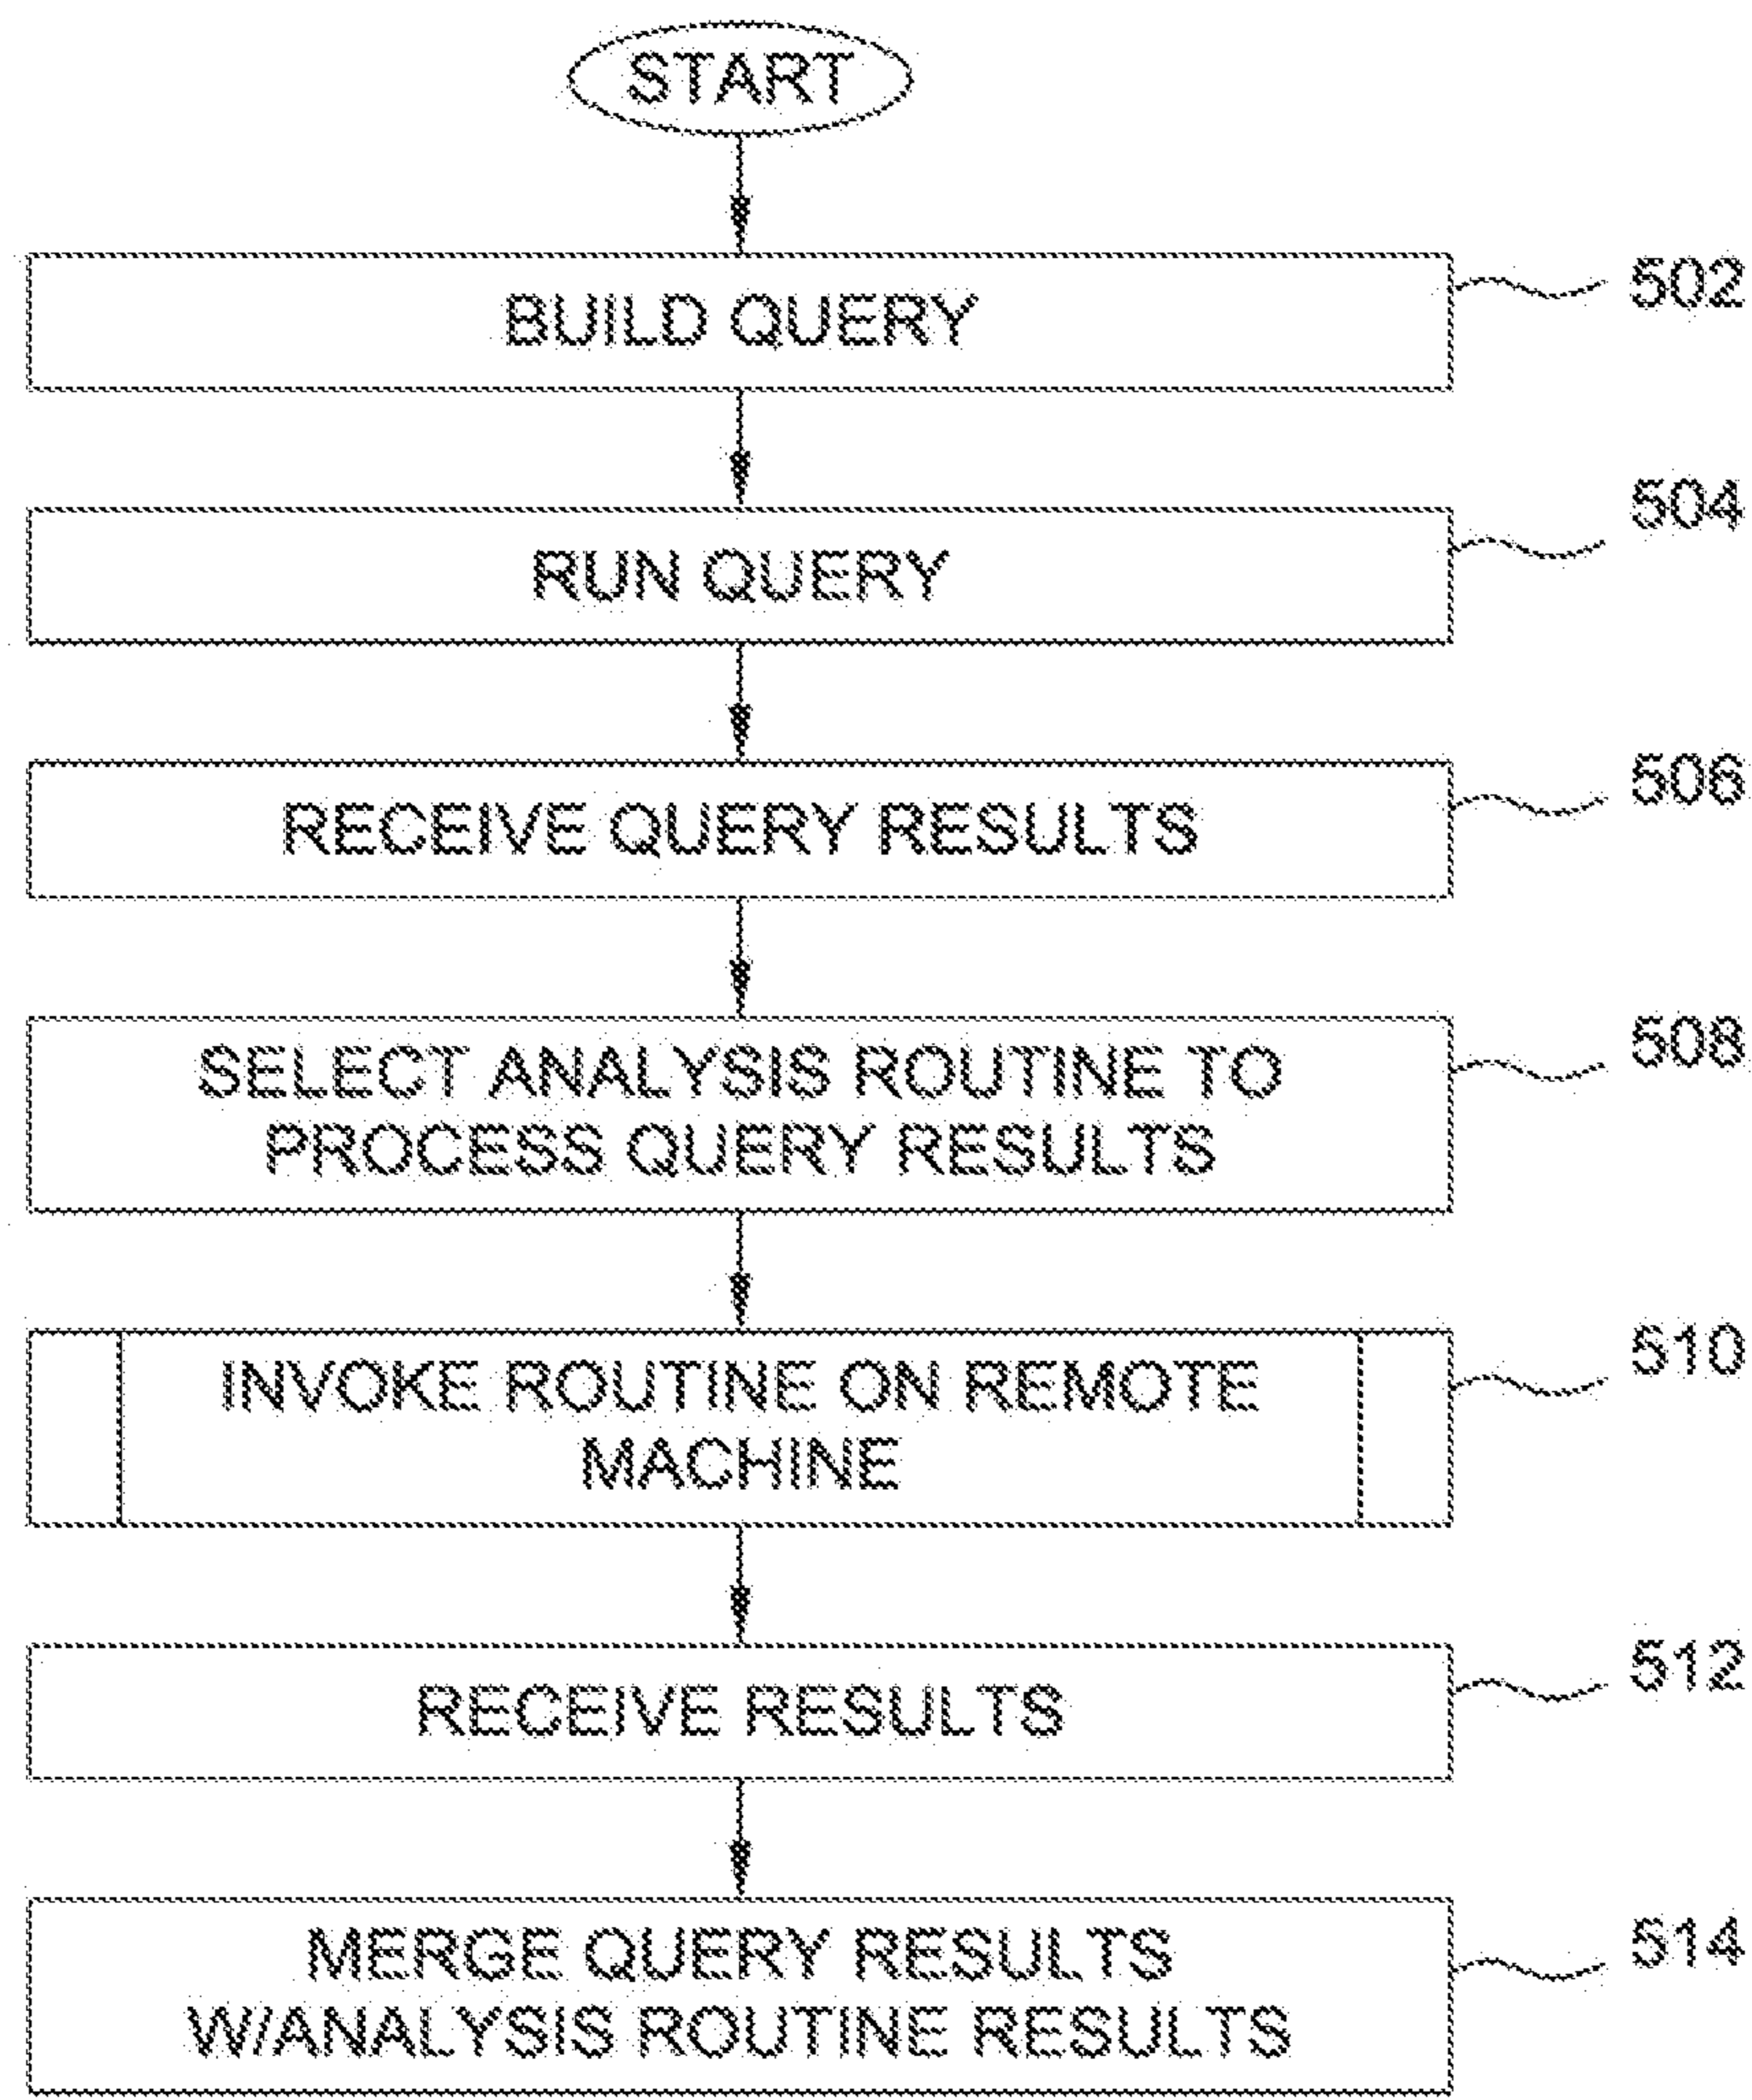 START
BUILD QUERY
502
RUN QUERY
504
RECEIVE QUERY RESULTS
506
SELECT ANALYSIS ROUTINE TO
PROCESS QUERY RESULTS
508
INVOKE ROUTINE ON REMOTE
MACHINE
510
RECEIVE RESULTS
512
MERGE QUERY RESULTS
W/ANALYSIS ROUTINE RESULTS
514